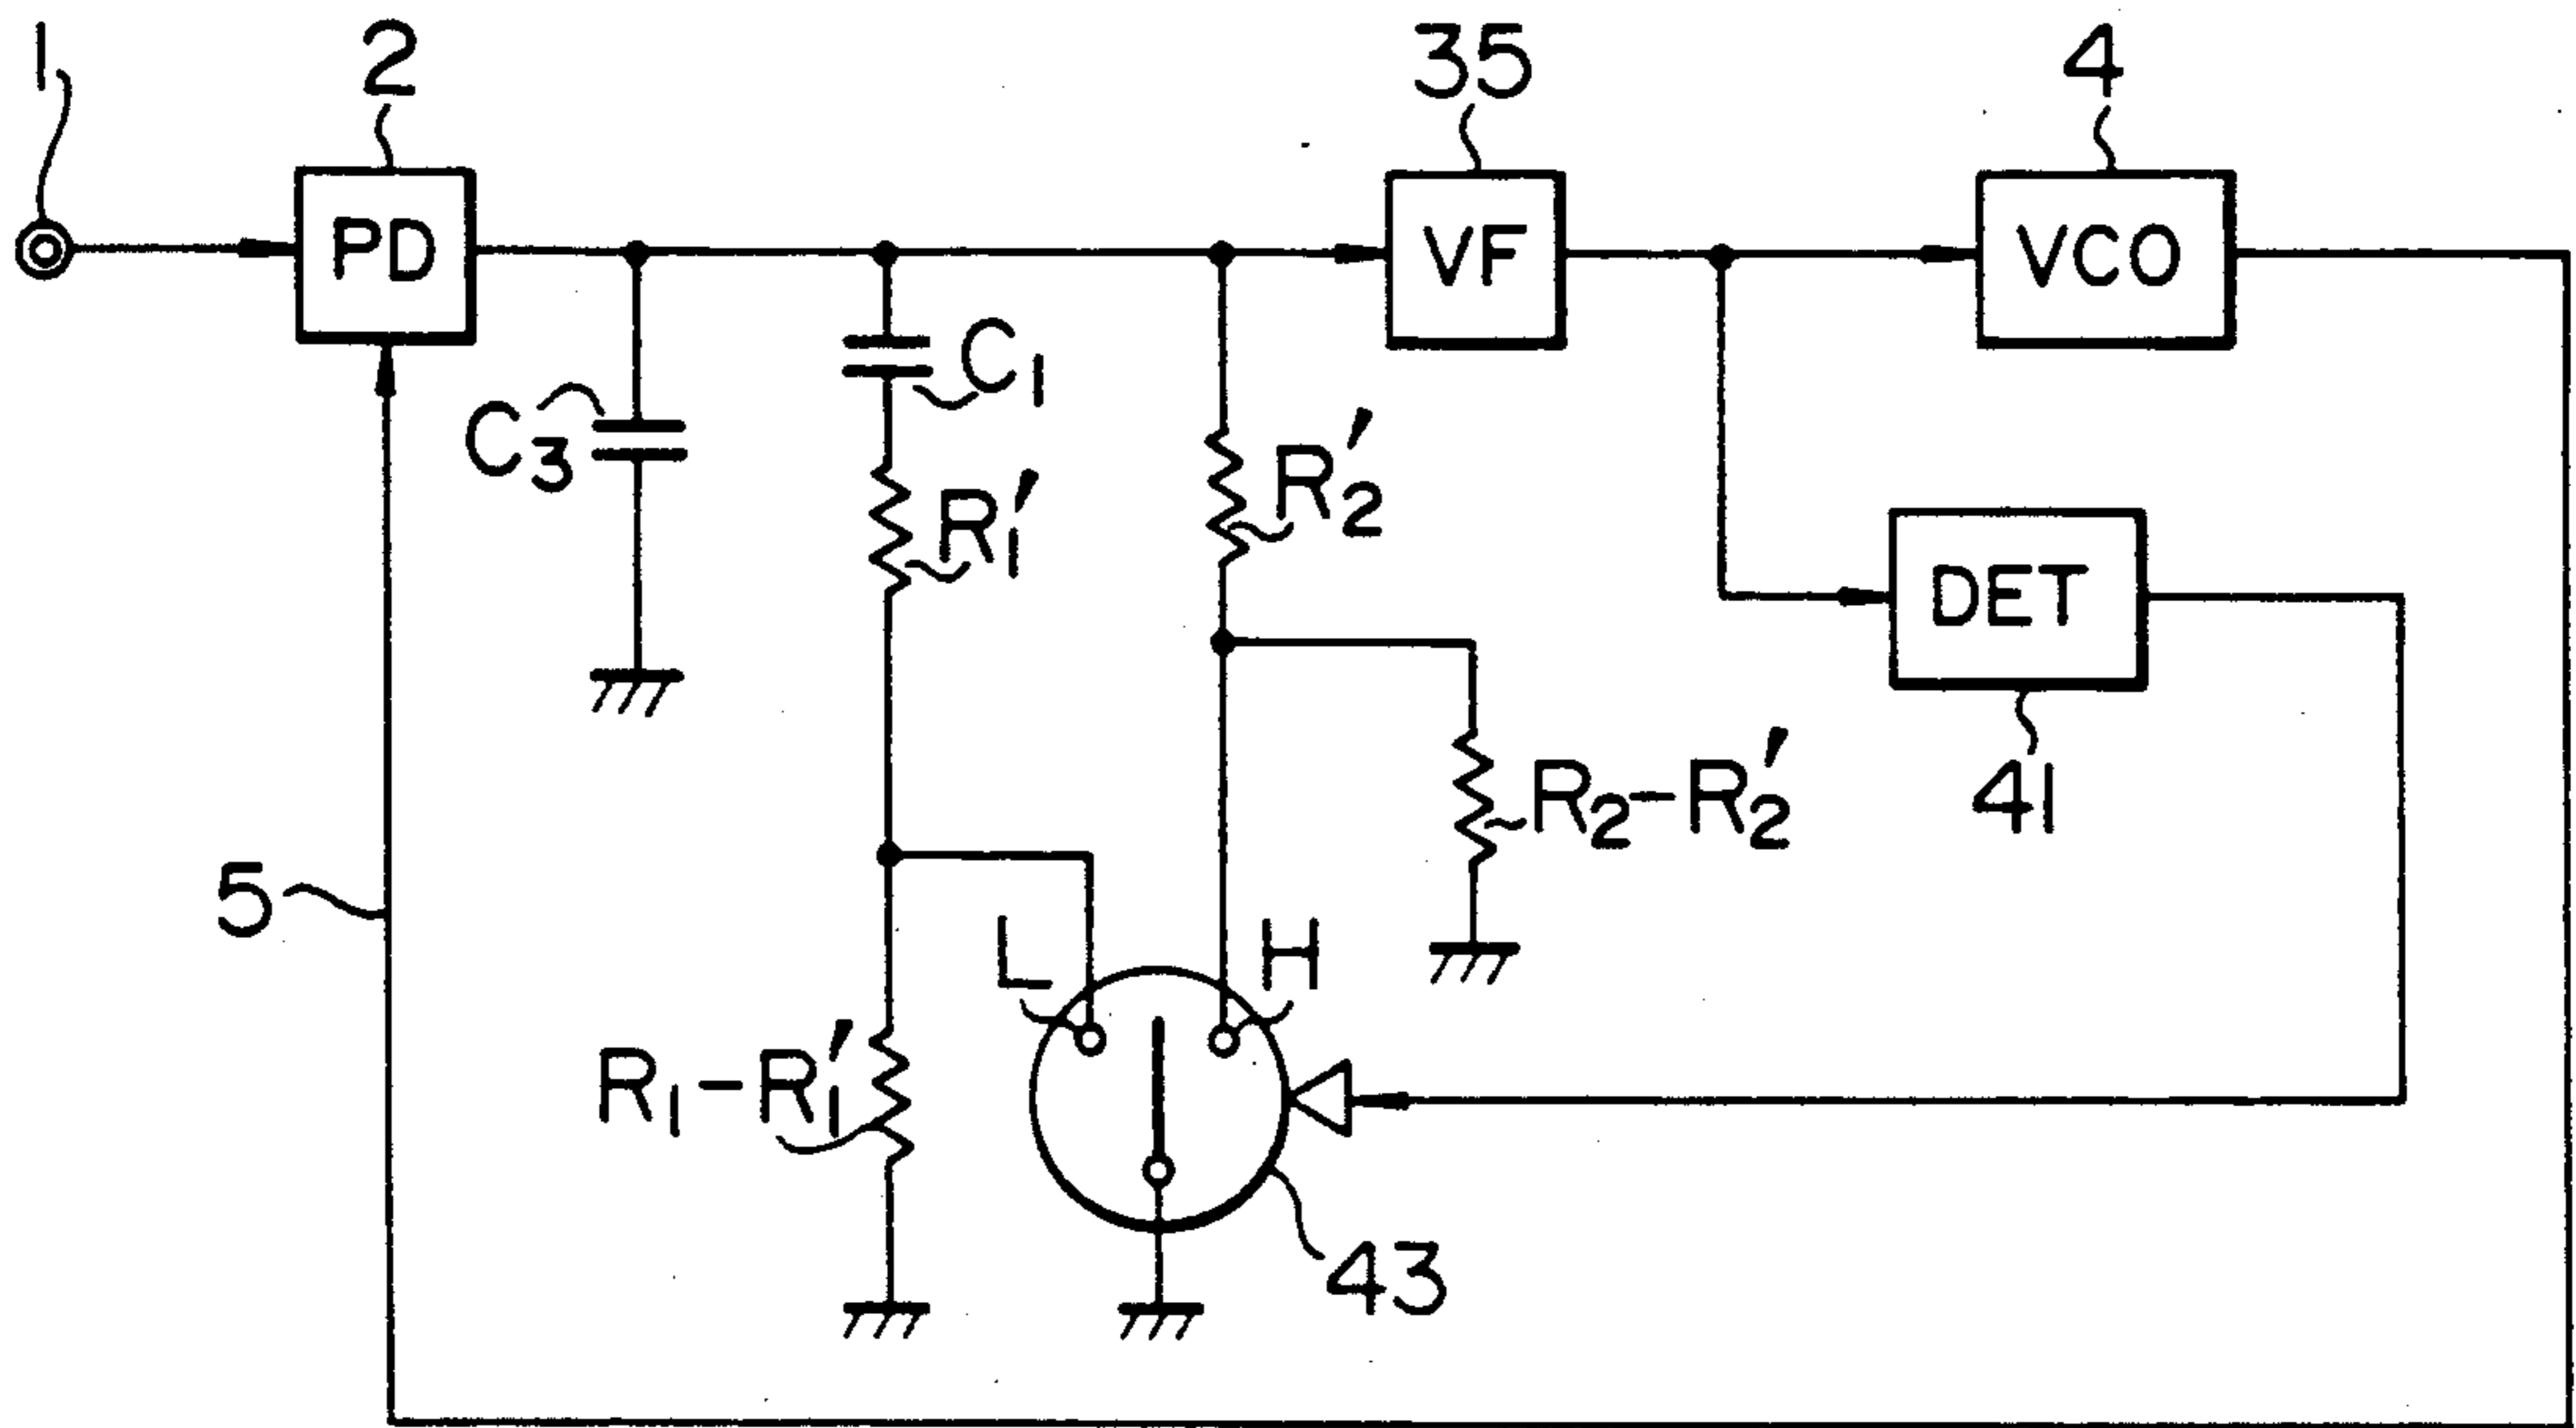 1
2
35
4
PD
VF
VCO
C₁
C₃
R₁'
R₂'
DET
R₂-R₂'
41
5
L
H
R₁-R₁'
43